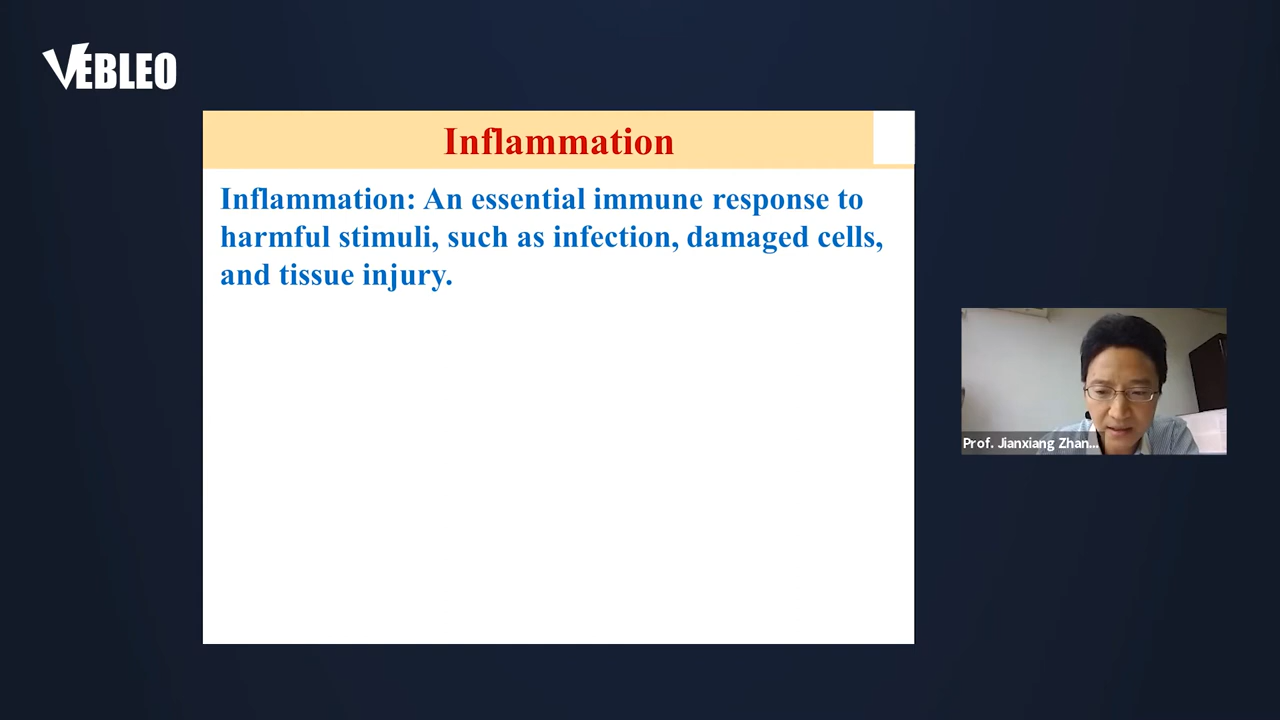 VEBLEO
Inflammation
Inflammation: An essential immune response to
harmful stimuli, such as infection, damaged cells,
and tissue injury.
Prof. Jianxiang Zhan...